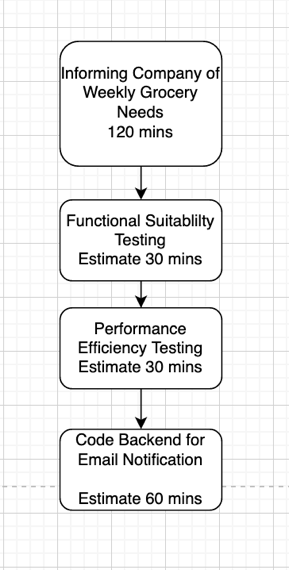 Informing Company of
Weekly Grocery
Needs
120 mins
Functional Suitablilty
Testing
Estimate 30 mins
Performance
Efficiency Testing
Estimate 30 mins
Code Backend for
Email Notification
Estimate 60 mins